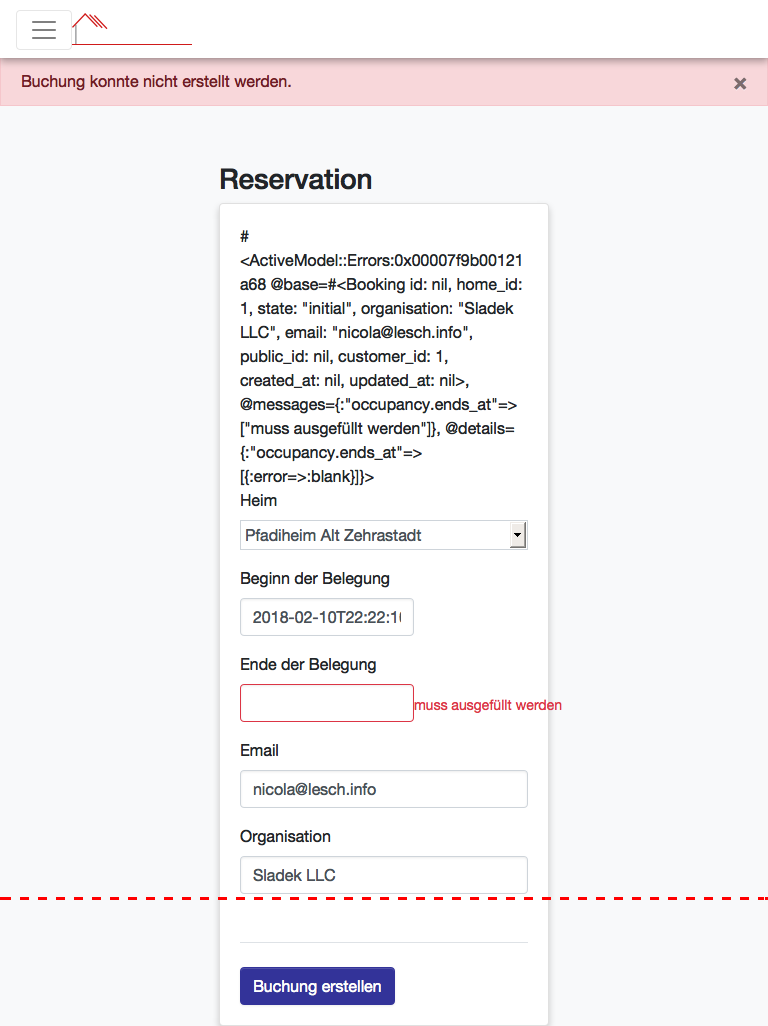 Buchung konnte nicht erstellt werden.
×
Reservation
#
<ActiveModel::Errors:0x00007f9b00121
a68 @base=#<Booking id: nil, home_id:
1, state: "initial", organisation: "Sladek
LLC", email: "nicola@lesch.info",
public_id: nil, customer_id: 1,
created_at: nil, updated_at: nil>,
@messages={:"occupancy.ends_at"=>
["muss ausgefüllt werden"]}, @details=
{:"occupancy.ends_at"=>
[{:error=>:blank}]}>
Heim
Pfadiheim Alt Zehrastadt
Beginn der Belegung
2018-02-10T22:22:10
Ende der Belegung
muss ausgefüllt werden
Email
nicola@lesch.info
Organisation
Sladek LLC
Buchung erstellen